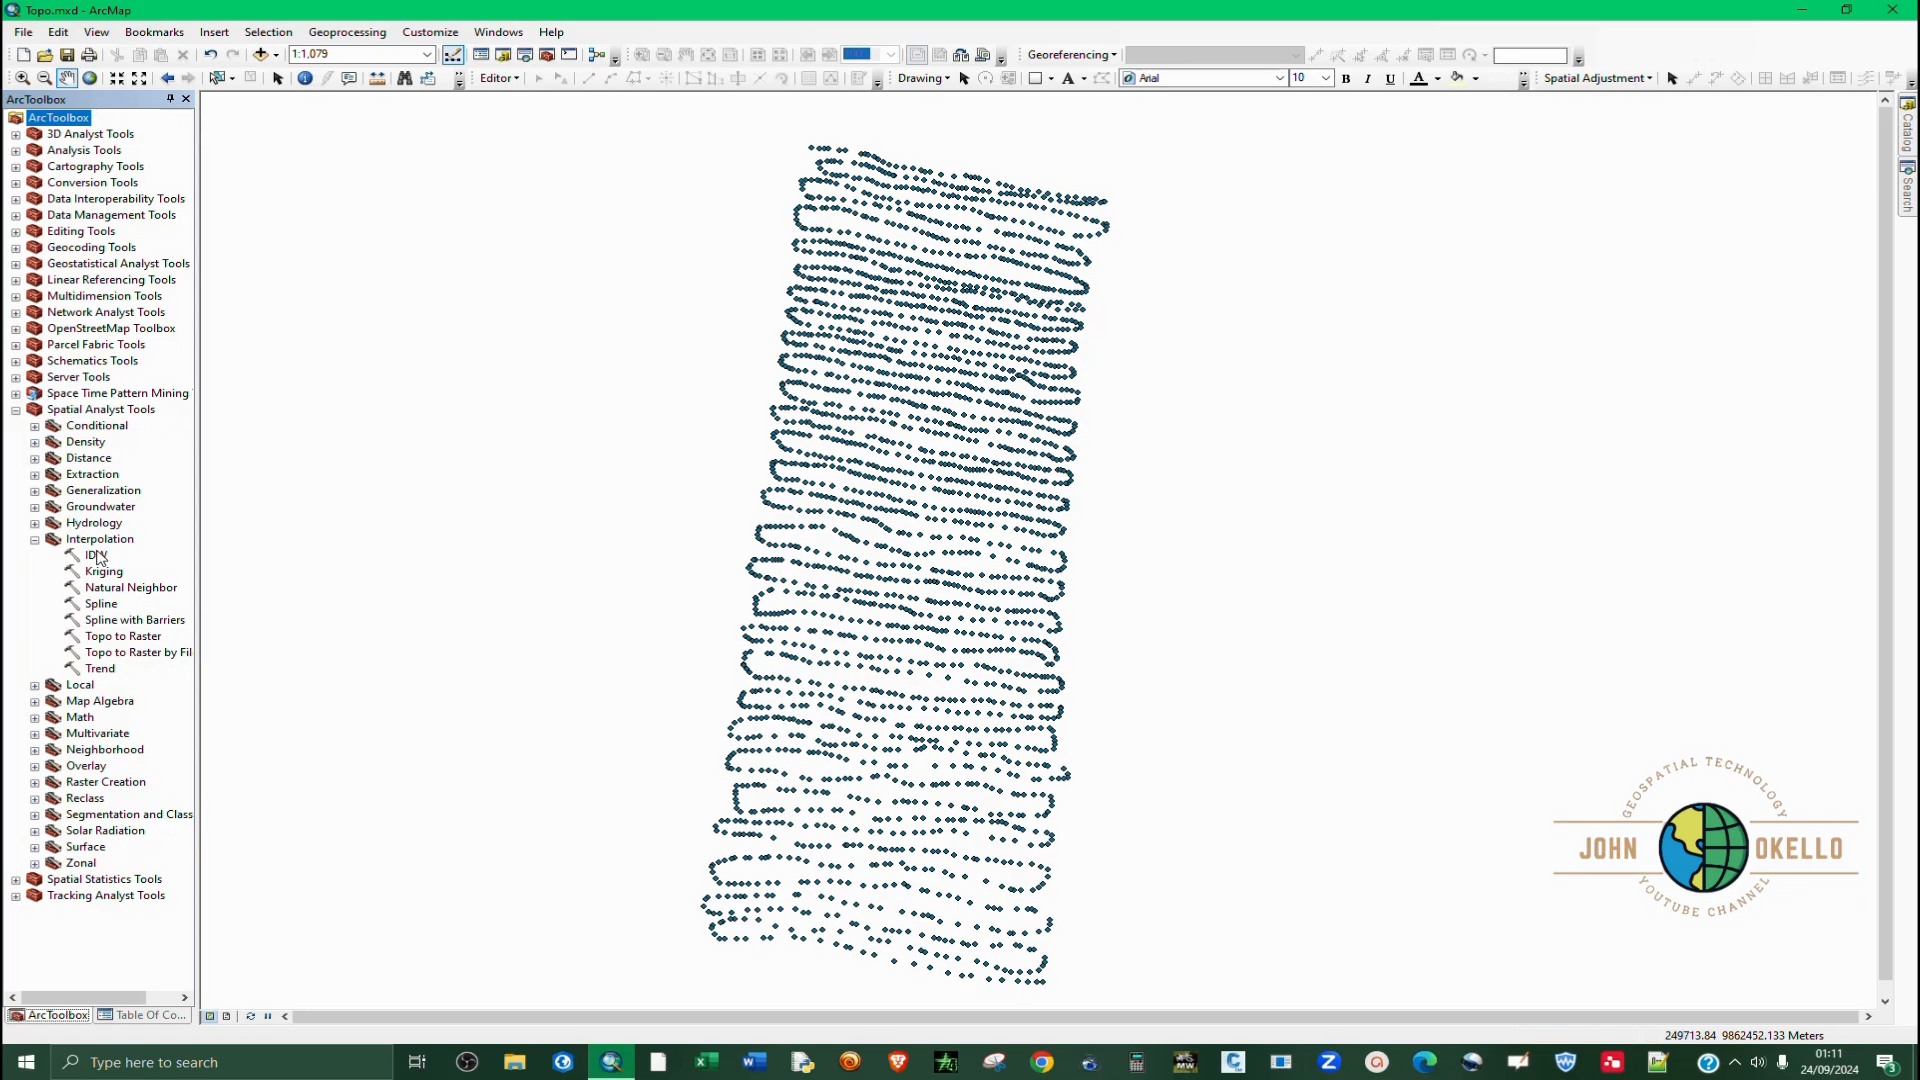 Topo.mxd - ArcMap
File Edit View Bookmarks Insert Selection Geoprocessing Customize Windows Help
1:1,079
Georeferencing
Editor
Drawing
A
Arial
10
B I U A
Spatial Adjustment
ArcToolbox
ArcToolbox
3D Analyst Tools
Analysis Tools
Cartography Tools
Conversion Tools
Data Interoperability Tools
Data Management Tools
Editing Tools
Geocoding Tools
Geostatistical Analyst Tools
Linear Referencing Tools
Multidimension Tools
Network Analyst Tools
OpenStreetMap Toolbox
Parcel Fabric Tools
Schematics Tools
Server Tools
Space Time Pattern Mining
Spatial Analyst Tools
Conditional
Density
Distance
Extraction
Generalization
Groundwater
Hydrology
Interpolation
IDW
Kriging
Natural Neighbor
Spline
Spline with Barriers
Topo to Raster
Topo to Raster by Fil
Trend
Local
Map Algebra
Math
Multivariate
Neighborhood
Overlay
Raster Creation
Reclass
Segmentation and Class
Solar Radiation
Surface
Zonal
Spatial Statistics Tools
Tracking Analyst Tools
ArcToolbox
Table Of Co...
Catalog
Search
GEOSPATIAL TECHNOLOGY
JOHN OKELLO
YOUTUBE CHANNEL
249713.84 9862452.133 Meters
Type here to search
01:11
24/09/2024
3